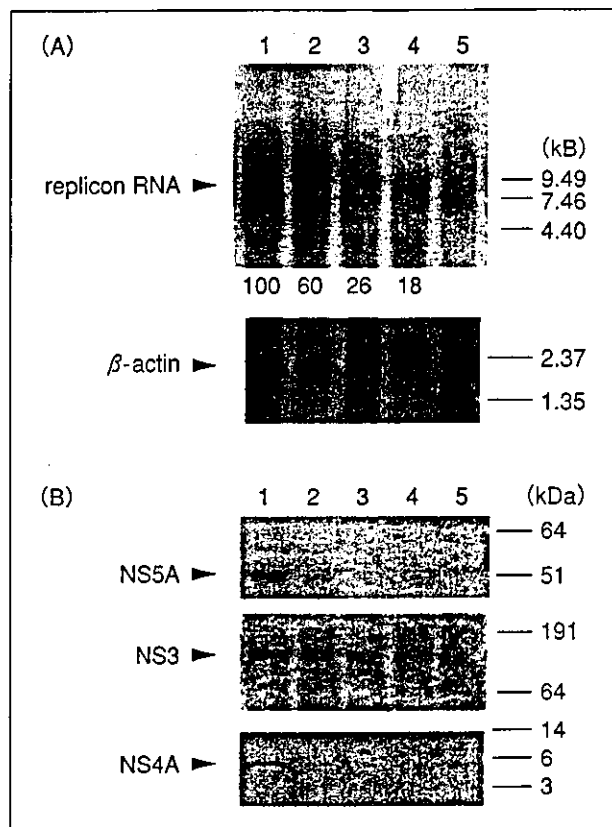 (A) 1 2 3 4 5
(kB)
replicon RNA 9.49
7.46
4.40
100 60 26 18
β-actin 2.37
1.35
(B) 1 2 3 4 5 (kDa)
64
NS5A 51
191
NS3
64
14
NS4A 6
3